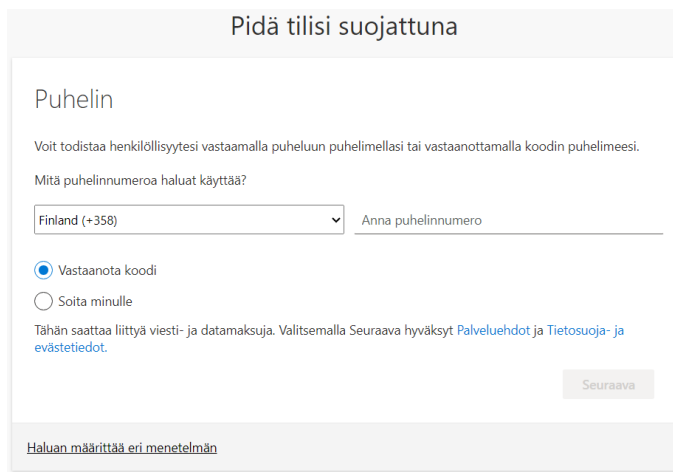 Pidä tilisi suojattuna
Puhelin
Voit todistaa henkilöllisyytesi vastaamalla puheluun puhelimellasi tai vastaanottamalla koodin puhelimeesi.
Mitä puhelinnumeroa haluat käyttää?
Finland (+358) Anna puhelinnumero
Vastaanota koodi
Soita minulle
Tähän saattaa liittyä viesti- ja datamaksuja. Valitsemalla Seuraava hyväksyt Palveluehdot ja Tietosuoja- ja
evästetiedot.
Seuraava
Haluan määrittää eri menetelmän